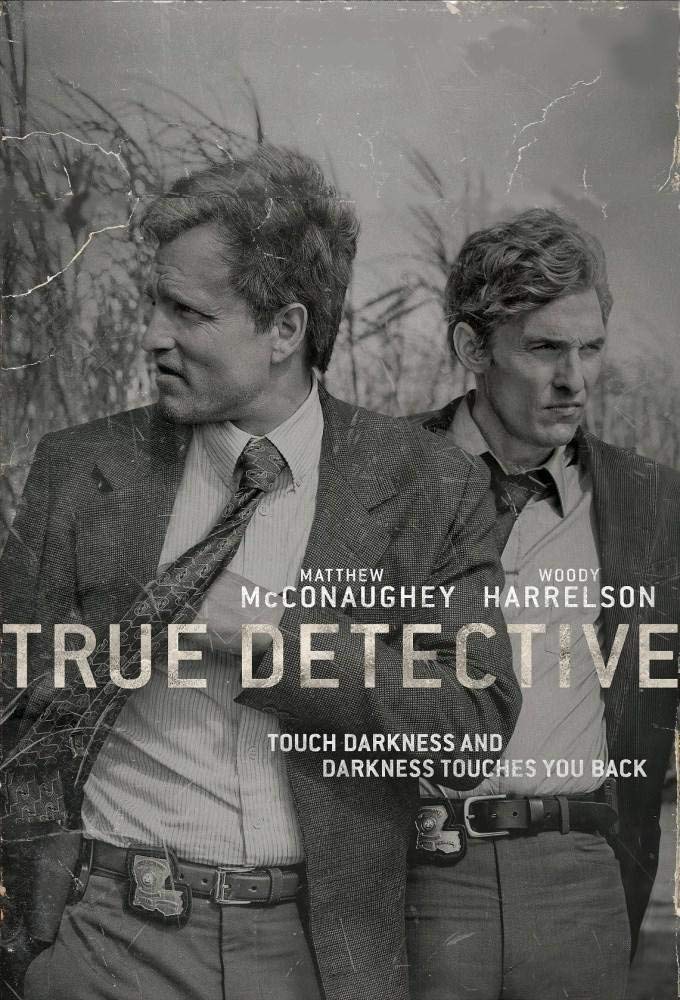 MATTHEW
McCONAUGHEY
WOODY
HARRELSON
TRUE DETECTIVE
TOUCH DARKNESS AND
DARKNESS TOUCHES YOU BACK